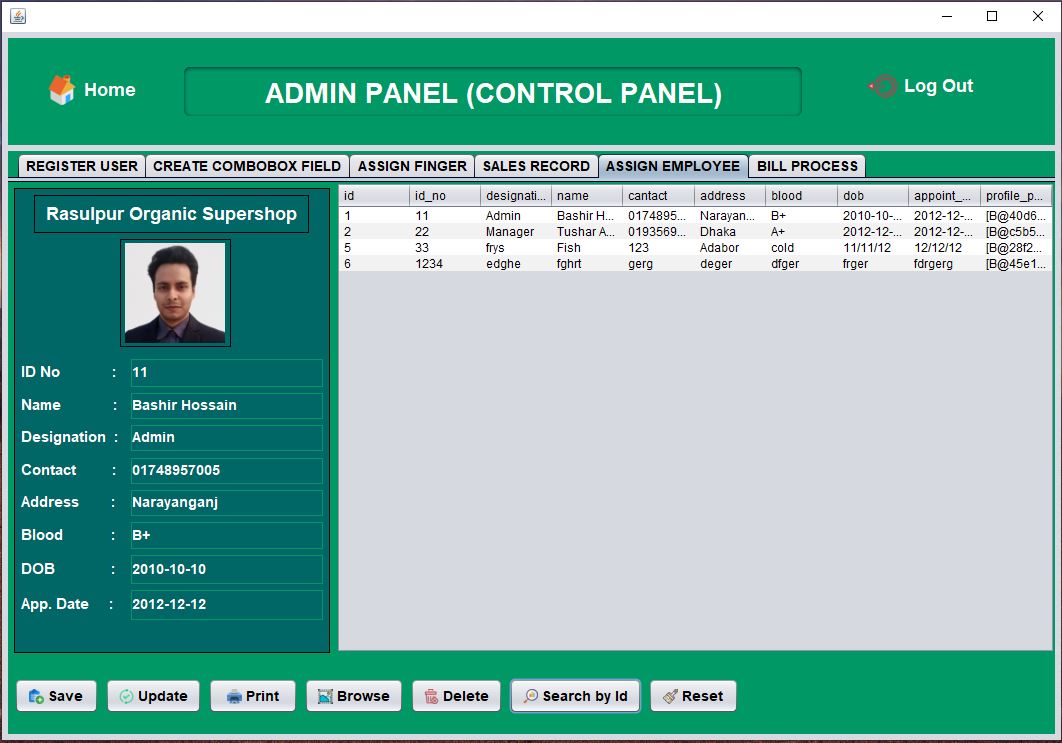 Home
ADMIN PANEL (CONTROL PANEL)
Log Out
REGISTER USER CREATE COMBOBOX FIELD ASSIGN FINGER SALES RECORD ASSIGN EMPLOYEE BILL PROCESS
Rasulpur Organic Supershop
ID No : 11
Name : Bashir Hossain
Designation : Admin
Contact : 01748957005
Address : Narayanganj
Blood : B+
DOB : 2010-10-10
App. Date : 2012-12-12
id id_no designati... name cantact address blood dob appoint_... profile_p...
1 11 Admin Bashir H... 0174895... Narayan... B+ 2010-10-... 2012-12-... [B@40d6...
2 22 Manager Tushar A... 0193569... Dhaka A+ 2012-12-... 2012-12-... [B@c5b5...
5 33 frys Fish 123 Adabor cold 11/11/12 12/12/12 [B@28f2...
6 1234 edghe fghrt gerg deger dfger frger fdrgerg [B@45e1...
Save Update Print Browse Delete Search by Id Reset